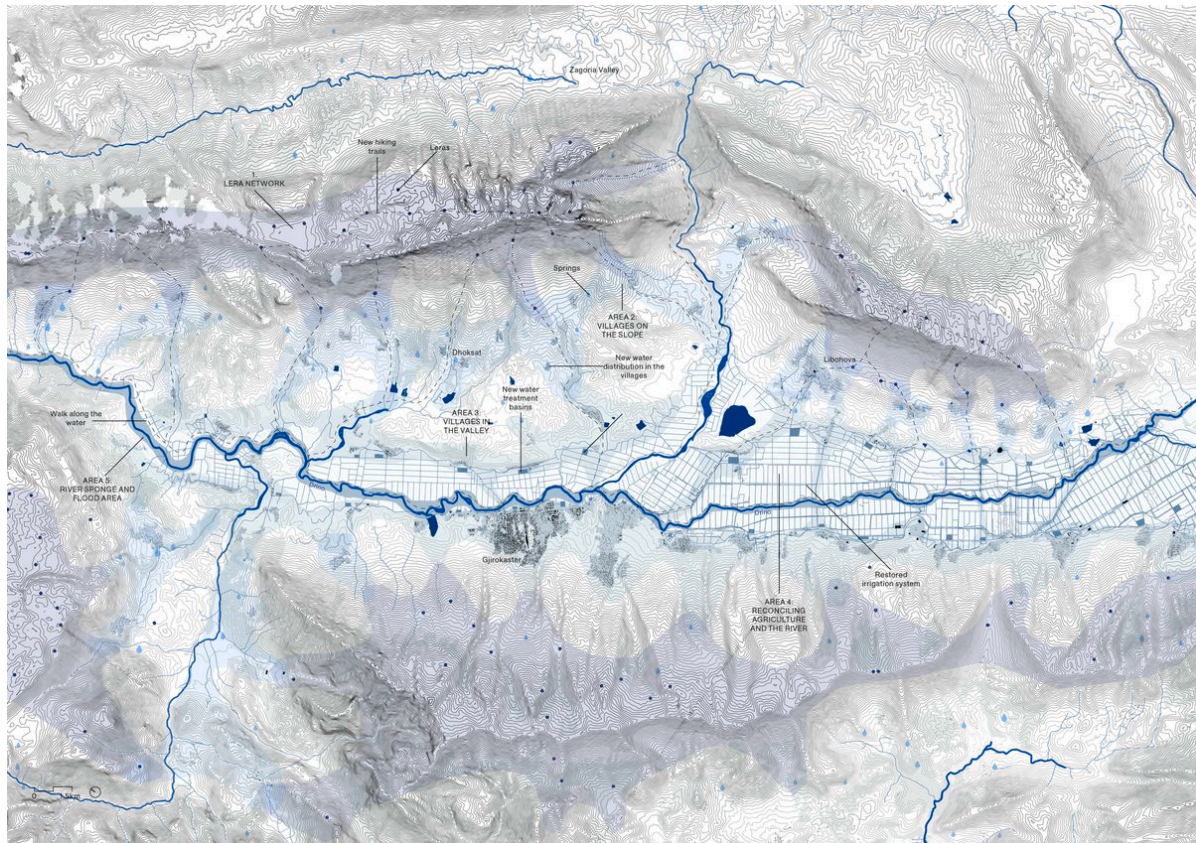 Zagoria Valley
New hiking
trails
Leras
1.
LERA NETWORK
Springs
AREA 2:
VILLAGES ON
THE SLOPE
Dhoksat
New water
distribution in the
villages
Libohova
New water
treatment
basins
Walk along the
water
AREA 3:
VILLAGES IN
THE VALLEY
AREA 5:
RIVER SPONGE AND
FLOOD AREA
Drino
Drino
Gjirokaster
Restored
irrigation system
AREA 4:
RECONCILING
AGRICULTURE
AND THE RIVER